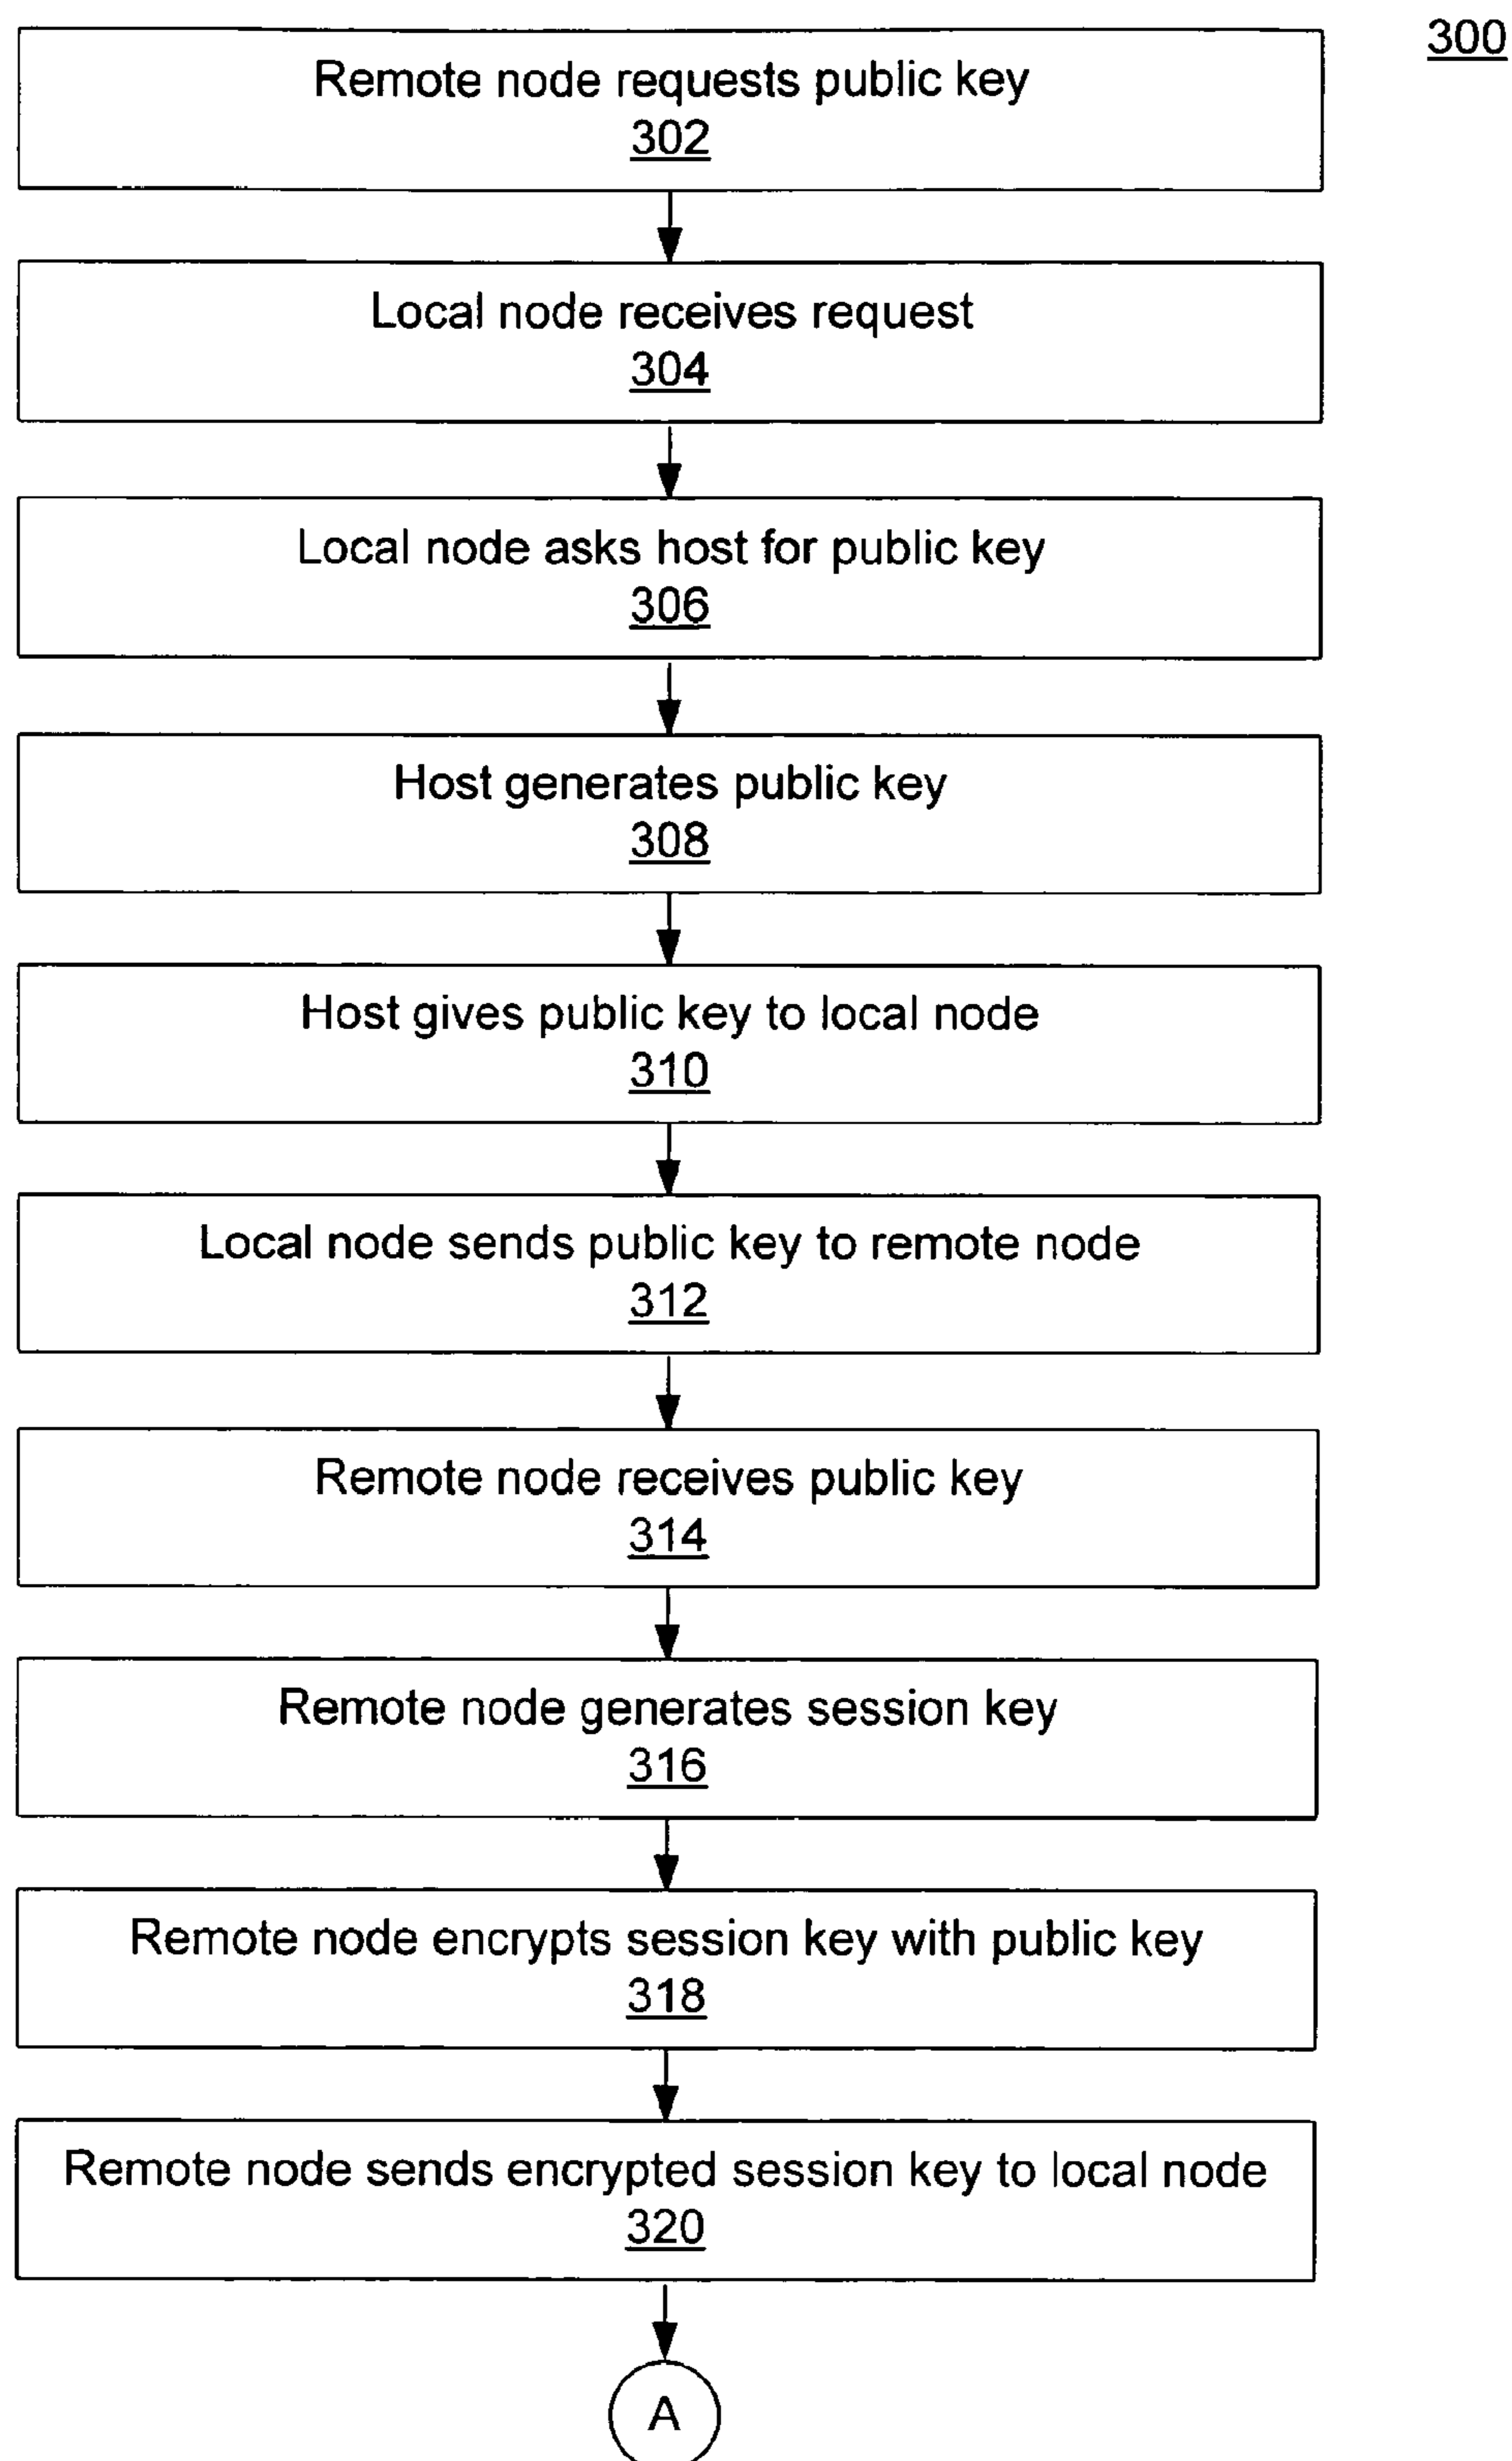 300
Remote node requests public key
302
Local node receives request
304
Local node asks host for public key
306
Host generates public key
308
Host gives public key to local node
310
Local node sends public key to remote node
312
Remote node receives public key
314
Remote node generates session key
316
Remote node encrypts session key with public key
318
Remote node sends encrypted session key to local node
320
A